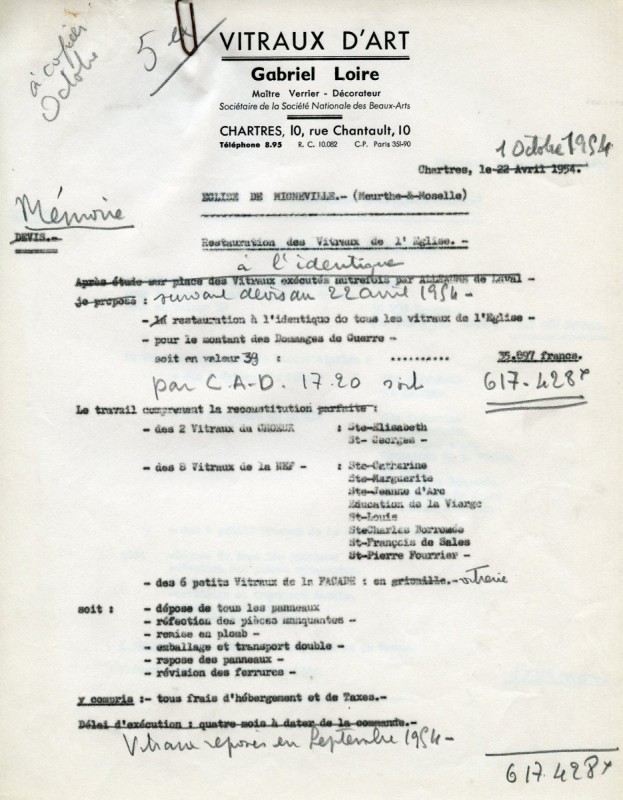 à copier
Octobre
5 ex
VITRAUX D'ART
Gabriel Loire
Maître Verrier - Décorateur
Sociétaire de la Société Nationale des Beaux-Arts
CHARTRES, 10, rue Chantault, 10
Téléphone 8.95 R. C. 10.082 C.P. Paris 351-90
1 Octobre 1954
Chartres, le 22 Avril 1954.
EGLISE DE MIGNEVILLE.- (Meurthe-&-Moselle)
Mémoire
DEVIS.-
Restauration des Vitraux de l'Eglise.-
à l'identique
Après étude sur place des Vitraux exécutés autrefois par ALLEAUME de Laval -
je propose : suivant devis du 22 avril 1954 -
- la restauration à l'identique de tous les vitraux de l'Eglise -
- pour le montant des Dommages de Guerre -
soit en valeur 39 : .......... 35.897 francs.
par C.A.D. 17.20 soit 617.428
Le travail comprenant la reconstitution parfaite :
- des 2 Vitraux du CHOEUR : Ste-Elisabeth
St- Georges -
- des 8 Vitraux de la NEF - : Ste-Catherine
Ste-Marguerite
Ste-Jeanne d'Arc
Education de la Vierge
St-Louis
SteCharles Borromée
St-François de Sales
St-Pierre Fourrier -
- des 6 petits Vitraux de la FACADE : en grisaille.- vitrerie
soit : - dépose de tous les panneaux
- réfection des pièces manquantes -
- remise en plomb -
- emballage et transport double -
- repose des panneaux -
- révision des ferrures -
y compris :- tous frais d'hébergement et de Taxes.-
Délai d'exécution : quatre mois à dater de la commande.-
Vitraux reposés en Septembre 1954 -
617.428